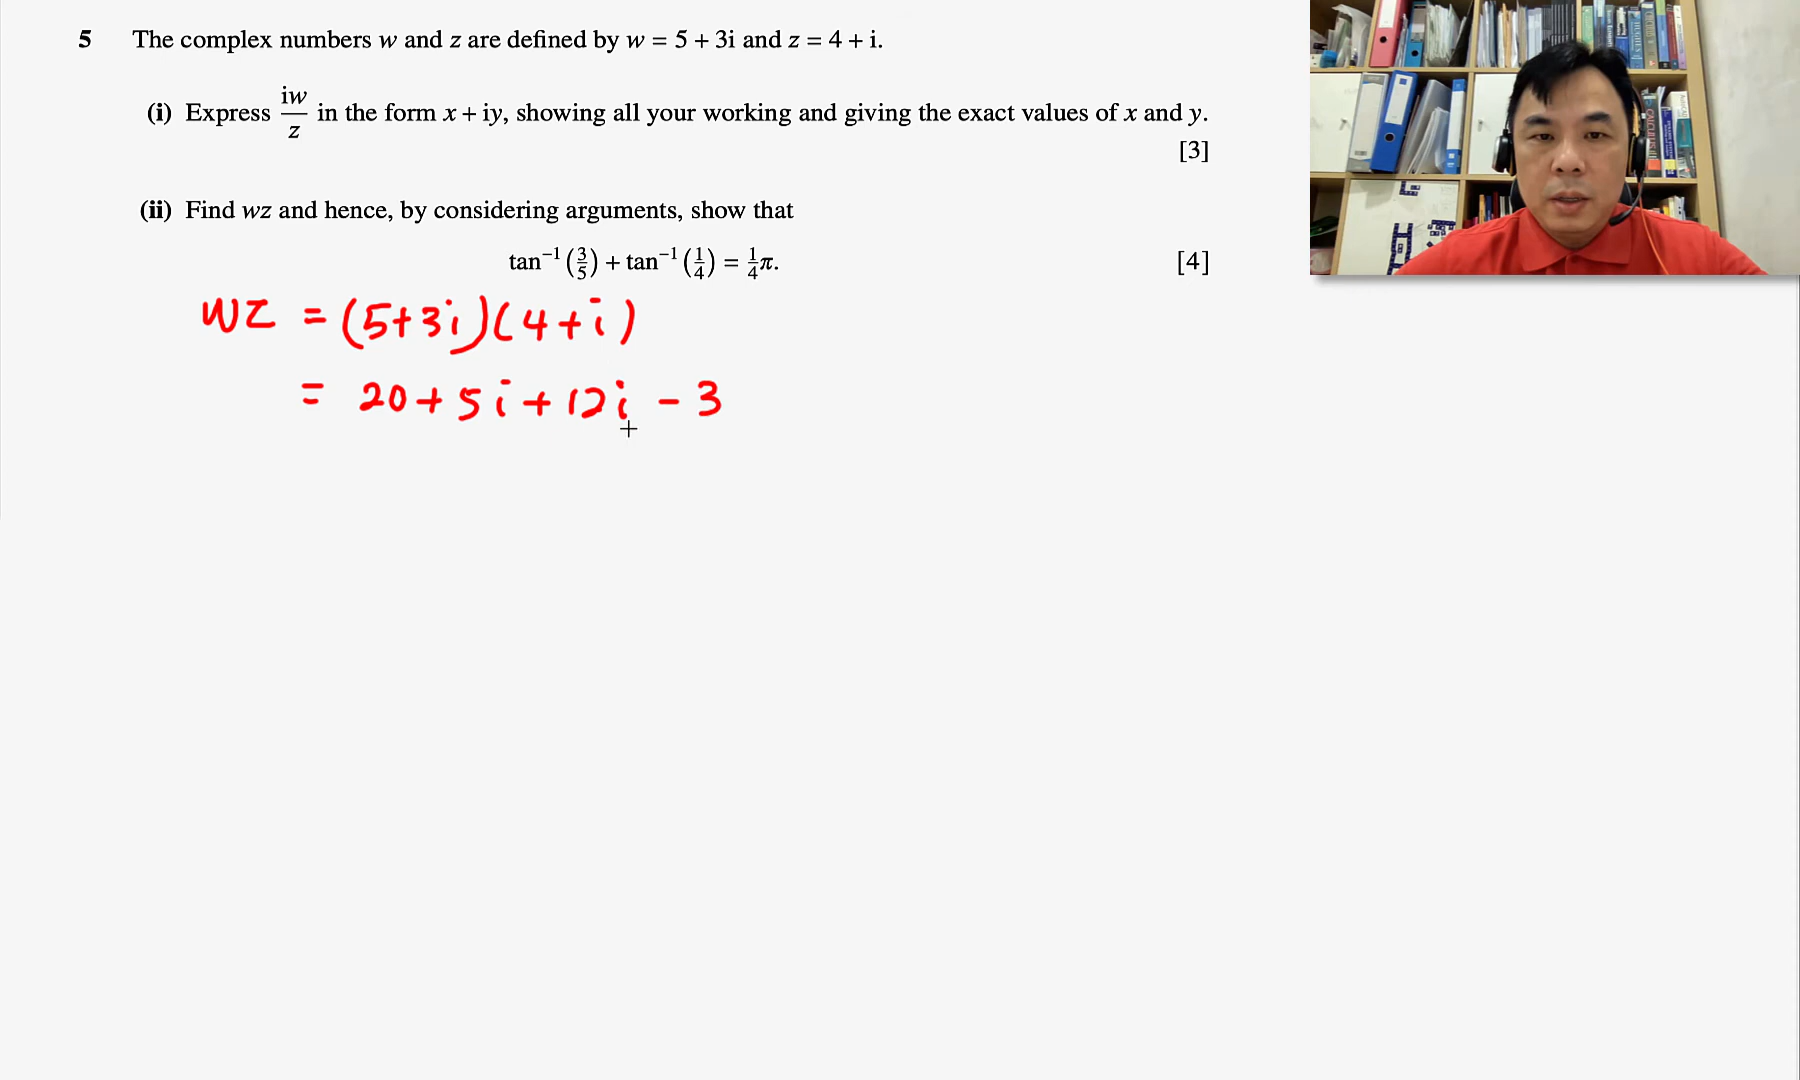 5 The complex numbers w and z are defined by w = 5 + 3i and z = 4 + i.
(i) Express iw/z in the form x + iy, showing all your working and giving the exact values of x and y.
[3]
(ii) Find wz and hence, by considering arguments, show that
tan⁻¹(3/5) + tan⁻¹(1/4) = 1/4π. [4]
wz = (5+3i)(4+i)
= 20+5i+12i-3